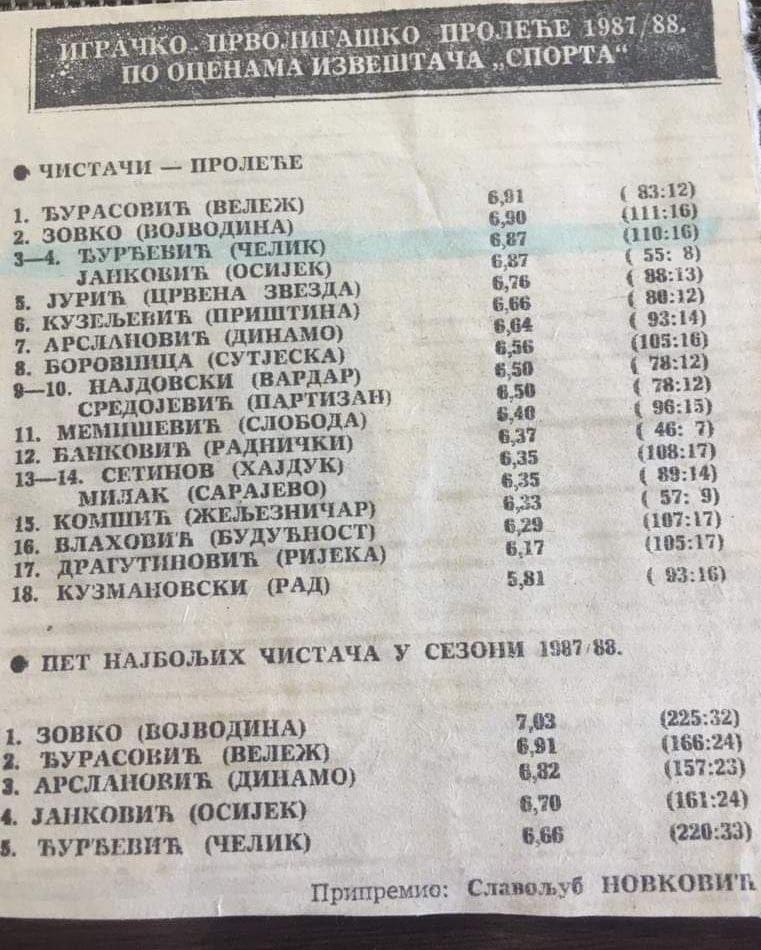 ИГРАЧКО ПРВОЛИГАШКО ПРОЛЕЋЕ 1987/88.
ПО ОЦЕНАМА ИЗВЕШТАЧА „СПОРТА“
● ЧИСТАЧИ — ПРОЛЕЋЕ
1. ЂУРАСОВИЋ (ВЕЛЕЖ) 6,91 ( 83:12)
2. ЗОВКО (ВОЈВОДИНА) 6,90 (111:16)
3—4. ЂУРЂЕВИЋ (ЧЕЛИК) 6,87 (110:16)
ЈАНКОВИЋ (ОСИЈЕК) 6,87 ( 55: 8)
5. ЈУРИЋ (ЦРВЕНА ЗВЕЗДА) 6,76 ( 88:13)
6. КУЗЕЉЕВИЋ (ПРИШТИНА) 6,66 ( 80:12)
7. АРСЛАНОВИЋ (ДИНАМО) 6,64 ( 93:14)
8. БОРОВНИЦА (СУТЈЕСКА) 6,56 (105:16)
9—10. НАЈДОВСКИ (ВАРДАР) 6,50 ( 78:12)
СРЕДОЈЕВИЋ (ПАРТИЗАН) 6,50 ( 78:12)
11. МЕМИШЕВИЋ (СЛОБОДА) 6,40 ( 96:15)
12. БАНКОВИЋ (РАДНИЧКИ) 6,37 ( 46: 7)
13—14. СЕТИНОВ (ХАЈДУК) 6,35 (108:17)
МИЛАК (САРАЈЕВО) 6,35 ( 89:14)
15. КОМШИЋ (ЖЕЉЕЗНИЧАР) 6,33 ( 57: 9)
16. ВЛАХОВИЋ (БУДУЋНОСТ) 6,29 (107:17)
17. ДРАГУТИНОВИЋ (РИЈЕКА) 6,17 (105:17)
18. КУЗМАНОВСКИ (РАД) 5,81 ( 93:16)
● ПЕТ НАЈБОЉИХ ЧИСТАЧА У СЕЗОНИ 1987/88.
1. ЗОВКО (ВОЈВОДИНА) 7,03 (225:32)
2. ЂУРАСОВИЋ (ВЕЛЕЖ) 6,91 (166:24)
3. АРСЛАНОВИЋ (ДИНАМО) 6,82 (157:23)
4. ЈАНКОВИЋ (ОСИЈЕК) 6,70 (161:24)
5. ЂУРЂЕВИЋ (ЧЕЛИК) 6,66 (220:33)
Припремио: Славољуб НОВКОВИЋ